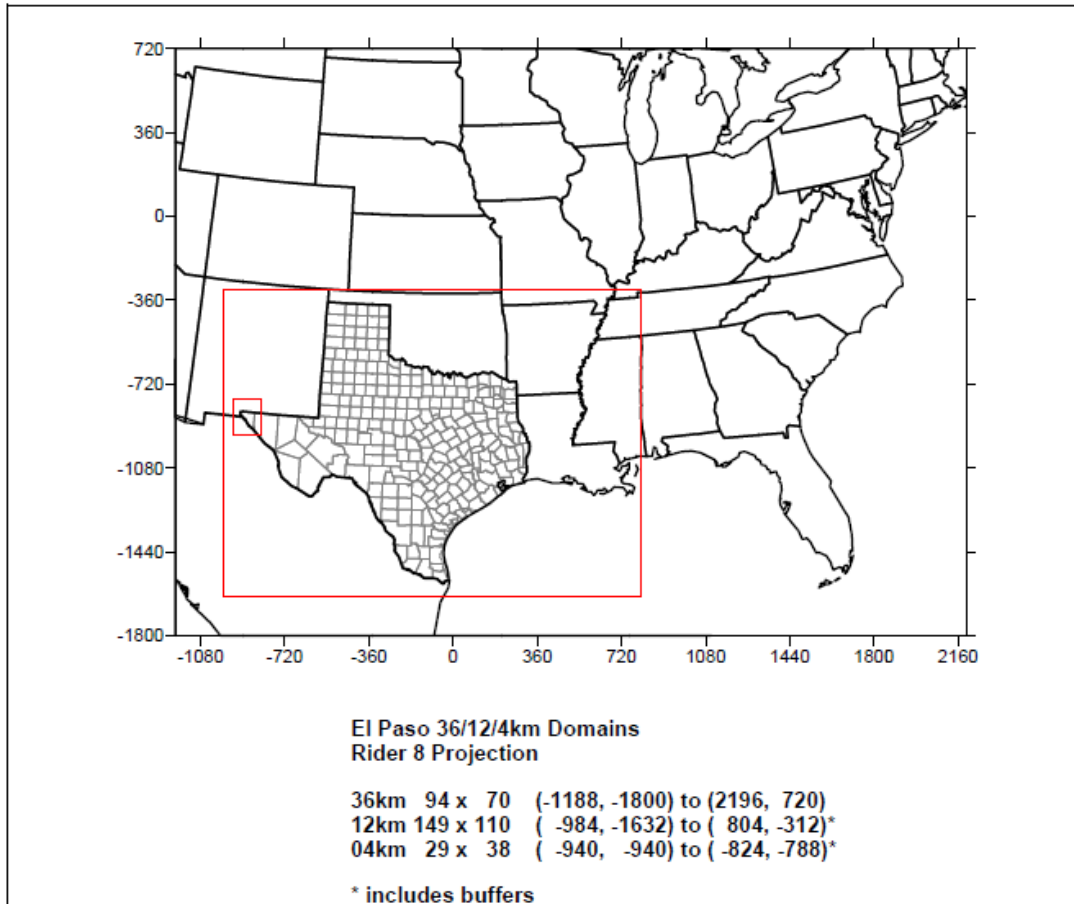 720
360
0
-360
-720
-1080
-1440
-1800
-1080 -720 -360 0 360 720 1080 1440 1800 2160
El Paso 36/12/4km Domains
Rider 8 Projection
36km 94 x 70 (-1188, -1800) to (2196, 720)
12km 149 x 110 ( -984, -1632) to ( 804, -312)*
04km 29 x 38 ( -940, -940) to ( -824, -788)*
* includes buffers